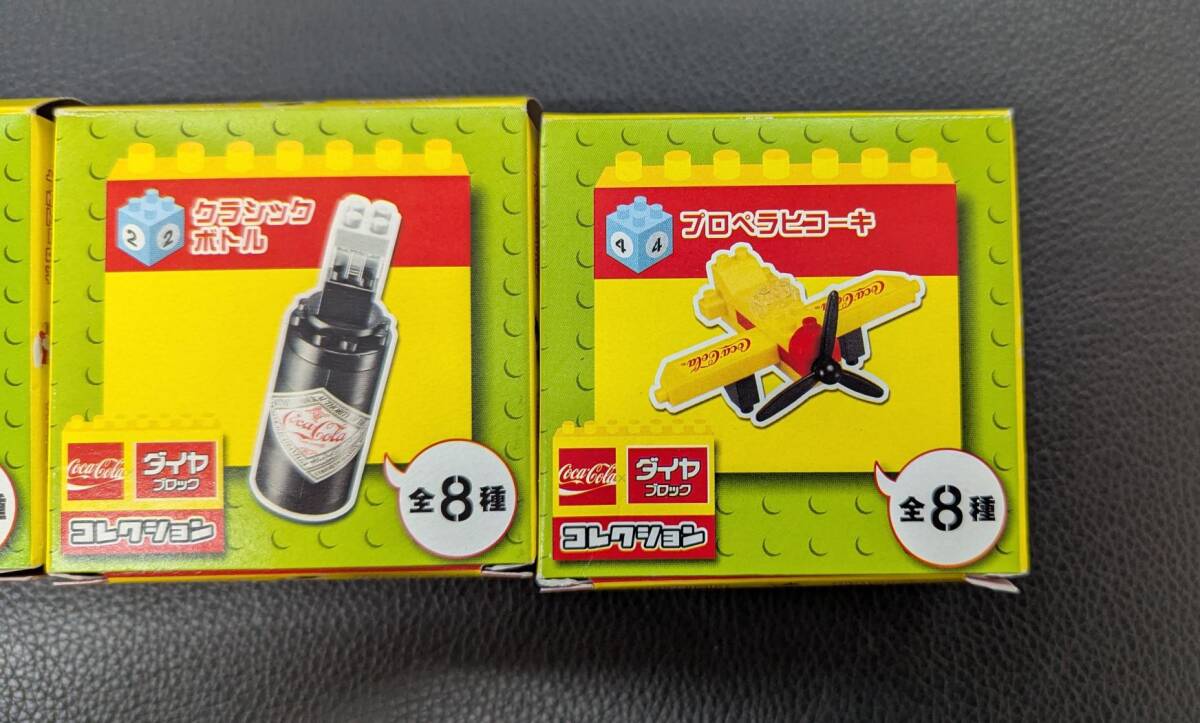 2 2
クラシック
ボトル
Coca-Cola
Coca-Cola
ダイヤ
ブロック
コレクション
全8種
4 4
プロペラヒコーキ
Coca-Cola
Coca-Cola
Coca-Cola
ダイヤ
ブロック
コレクション
全8種